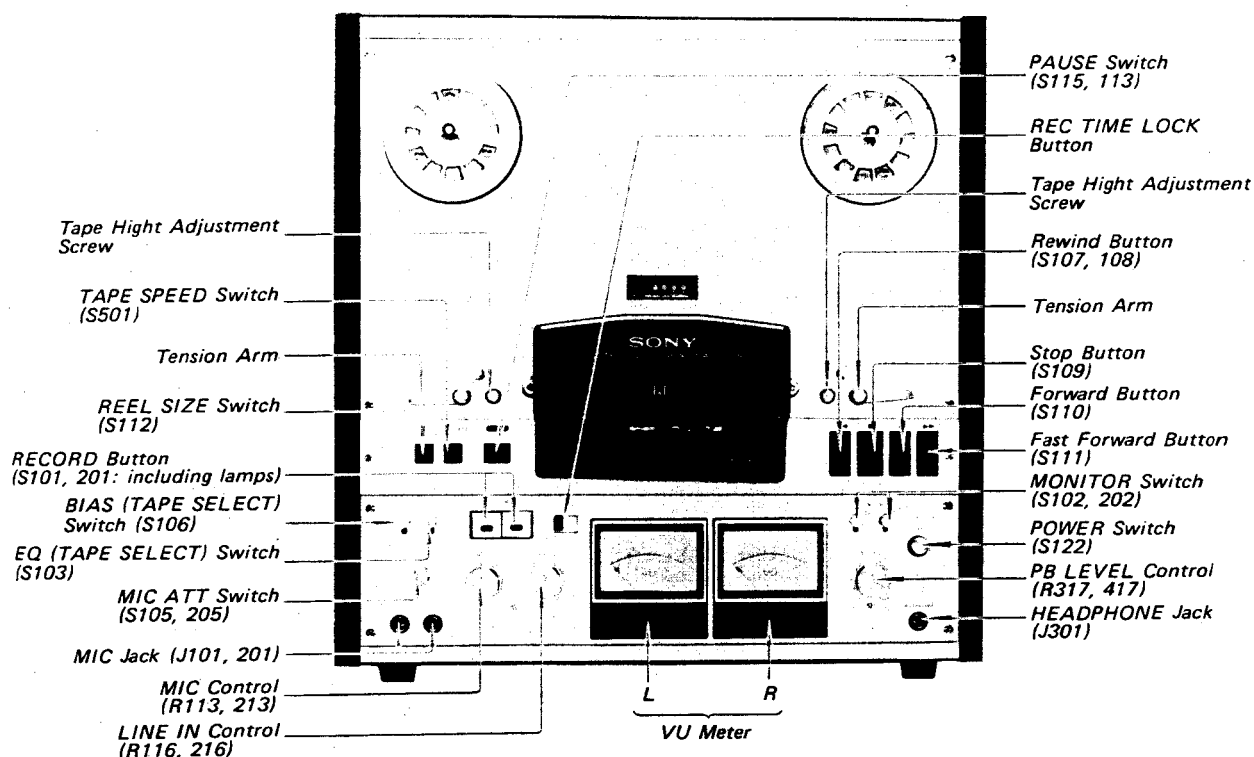 PAUSE Switch
(S115, 113)
REC TIME LOCK
Button
Tape Hight Adjustment
Screw
Rewind Button
(S107, 108)
Tension Arm
Stop Button
(S109)
Forward Button
(S110)
Fast Forward Button
(S111)
MONITOR Switch
(S102, 202)
POWER Switch
(S122)
PB LEVEL Control
(R317, 417)
HEADPHONE Jack
(J301)
Tape Hight Adjustment
Screw
TAPE SPEED Switch
(S501)
Tension Arm
REEL SIZE Switch
(S112)
RECORD Button
(S101, 201: including lamps)
BIAS (TAPE SELECT)
Switch (S106)
EQ (TAPE SELECT) Switch
(S103)
MIC ATT Switch
(S105, 205)
MIC Jack (J101, 201)
MIC Control
(R113, 213)
LINE IN Control
(R116, 216)
SONY
L
R
VU Meter